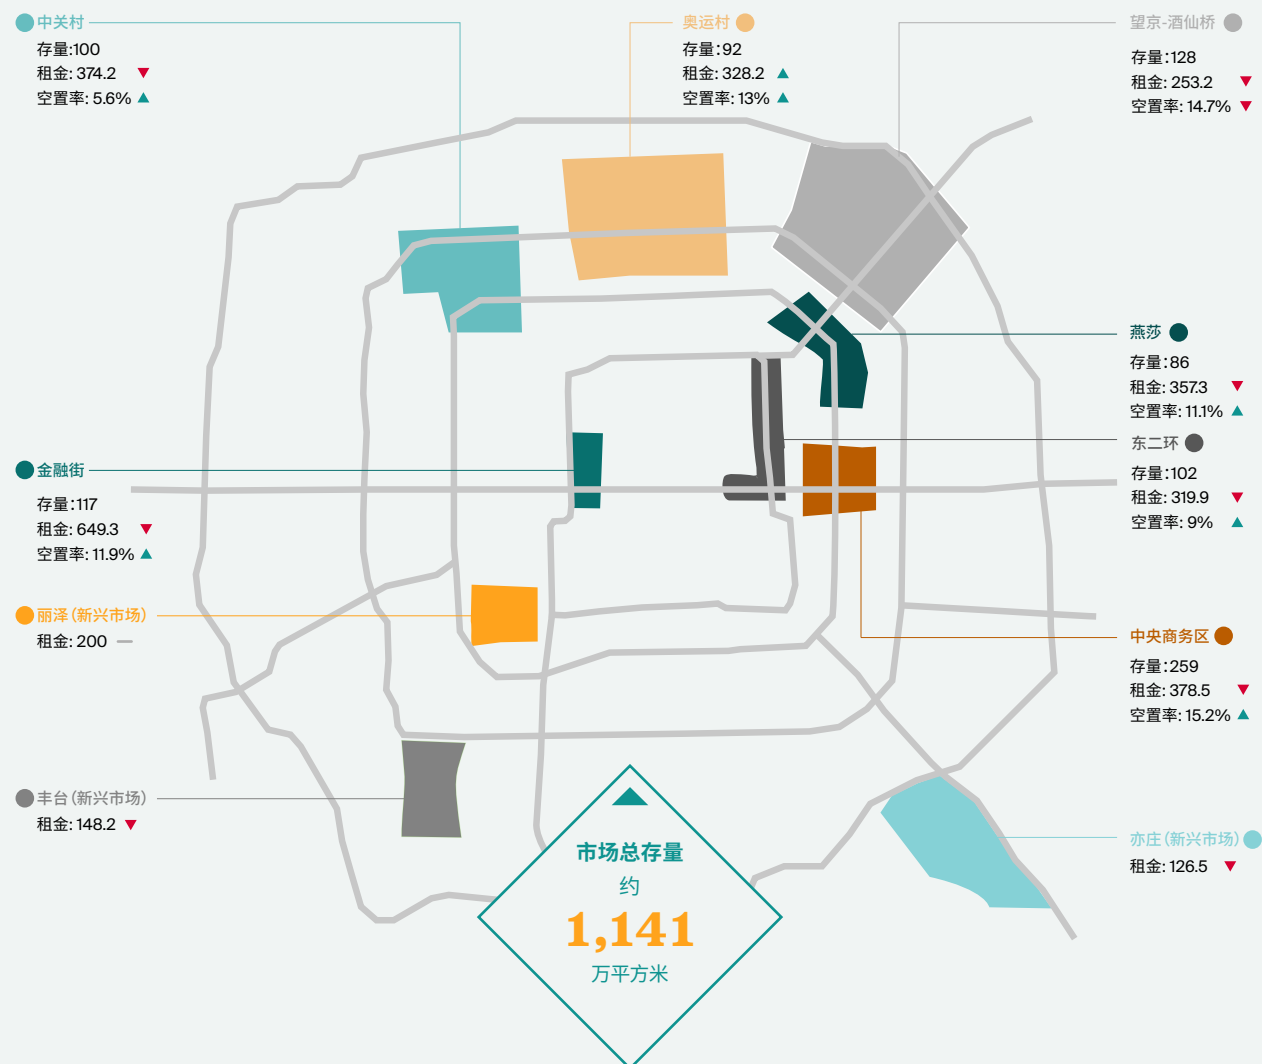 中关村
存量:100
租金: 374.2
空置率: 5.6%
奥运村
存量: 92
租金: 328.2
空置率: 13%
望京-酒仙桥
存量: 128
租金: 253.2
空置率: 14.7%
燕莎
存量: 86
租金: 357.3
空置率: 11.1%
东二环
存量: 102
租金: 319.9
空置率: 9%
金融街
存量: 117
租金: 649.3
空置率: 11.9%
丽泽（新兴市场）
租金: 200
中央商务区
存量: 259
租金: 378.5
空置率: 15.2%
丰台（新兴市场）
租金: 148.2
亦庄（新兴市场）
租金: 126.5
市场总存量
约
1,141
万平方米